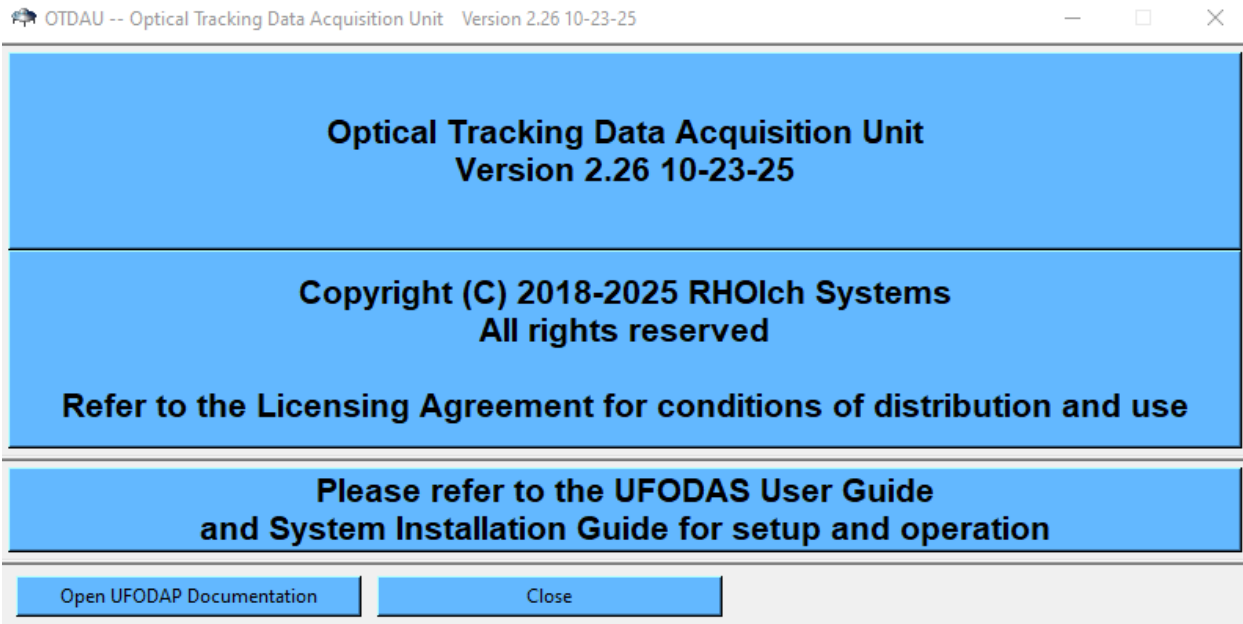 OTDAU -- Optical Tracking Data Acquisition Unit Version 2.26 10-23-25
Optical Tracking Data Acquisition Unit
Version 2.26 10-23-25
Copyright (C) 2018-2025 RHOIch Systems
All rights reserved
Refer to the Licensing Agreement for conditions of distribution and use
Please refer to the UFODAS User Guide
and System Installation Guide for setup and operation
Open UFODAP Documentation
Close